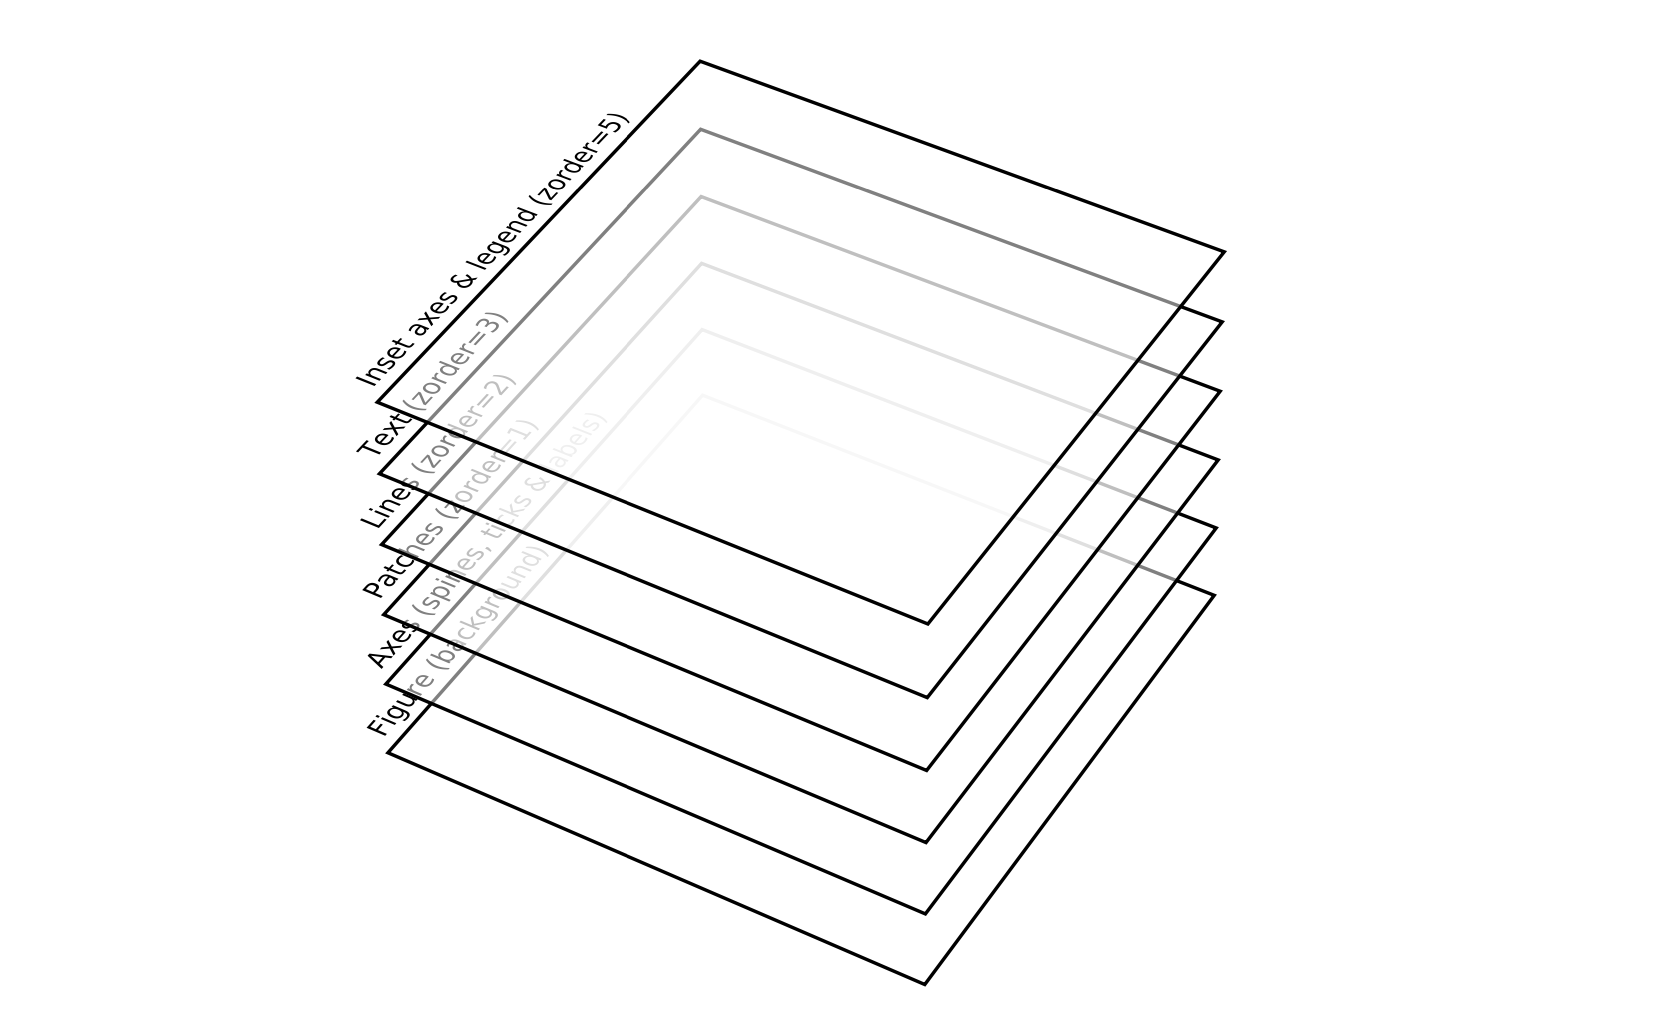 Inset axes & legend (zorder=5)
Text (zorder=3)
Lines (zorder=2)
Patches (zorder=1)
Axes (spines, ticks & labels)
Figure (background)